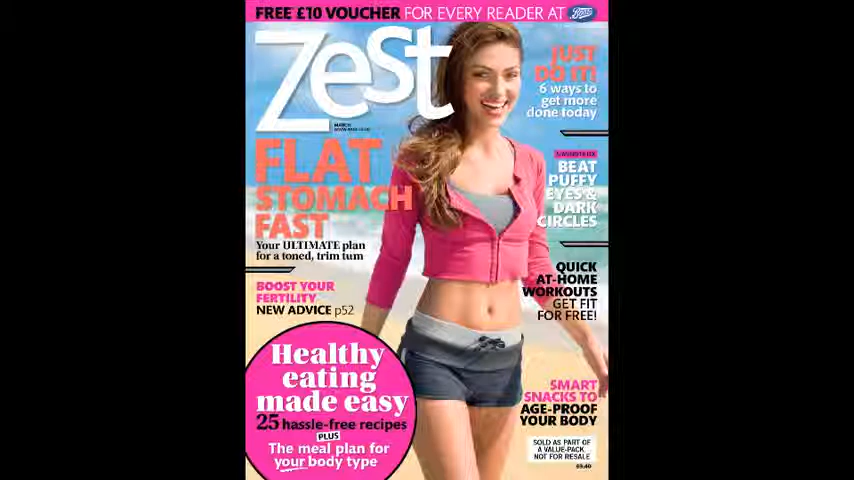 FREE £10 VOUCHER FOR EVERY READER AT Boots
Zest
MARCH
FLAT
STOMACH
FAST
Your ULTIMATE plan
for a toned, trim tum
BOOST YOUR
FERTILITY
NEW ADVICE p52
Healthy
eating
made easy
25 hassle-free recipes
PLUS
The meal plan for
your body type
JUST
DO IT!
6 ways to
get more
done today
BEAT
PUFFY
EYES &
DARK
CIRCLES
QUICK
AT-HOME
WORKOUTS
GET FIT
FOR FREE!
SMART
SNACKS TO
AGE-PROOF
YOUR BODY
SOLD AS PART OF
A VALUE-PACK
NOT FOR RESALE
£3.40